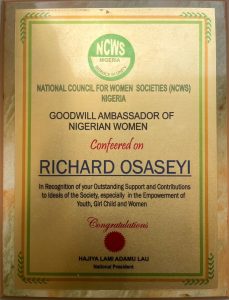 NCWS
NIGERIA
NATIONAL COUNCIL FOR WOMEN SOCIETIES (NCWS)
NIGERIA
GOODWILL AMBASSADOR OF
NIGERIAN WOMEN
Confeered on
RICHARD OSASEYI
In Recognition of your Outstanding Support and Contributions
to Ideals of the Society, especially in the Empowerment of
Youth, Girl Child and Women
Congratulations
HAJIYA LAMI ADAMU LAU
National President